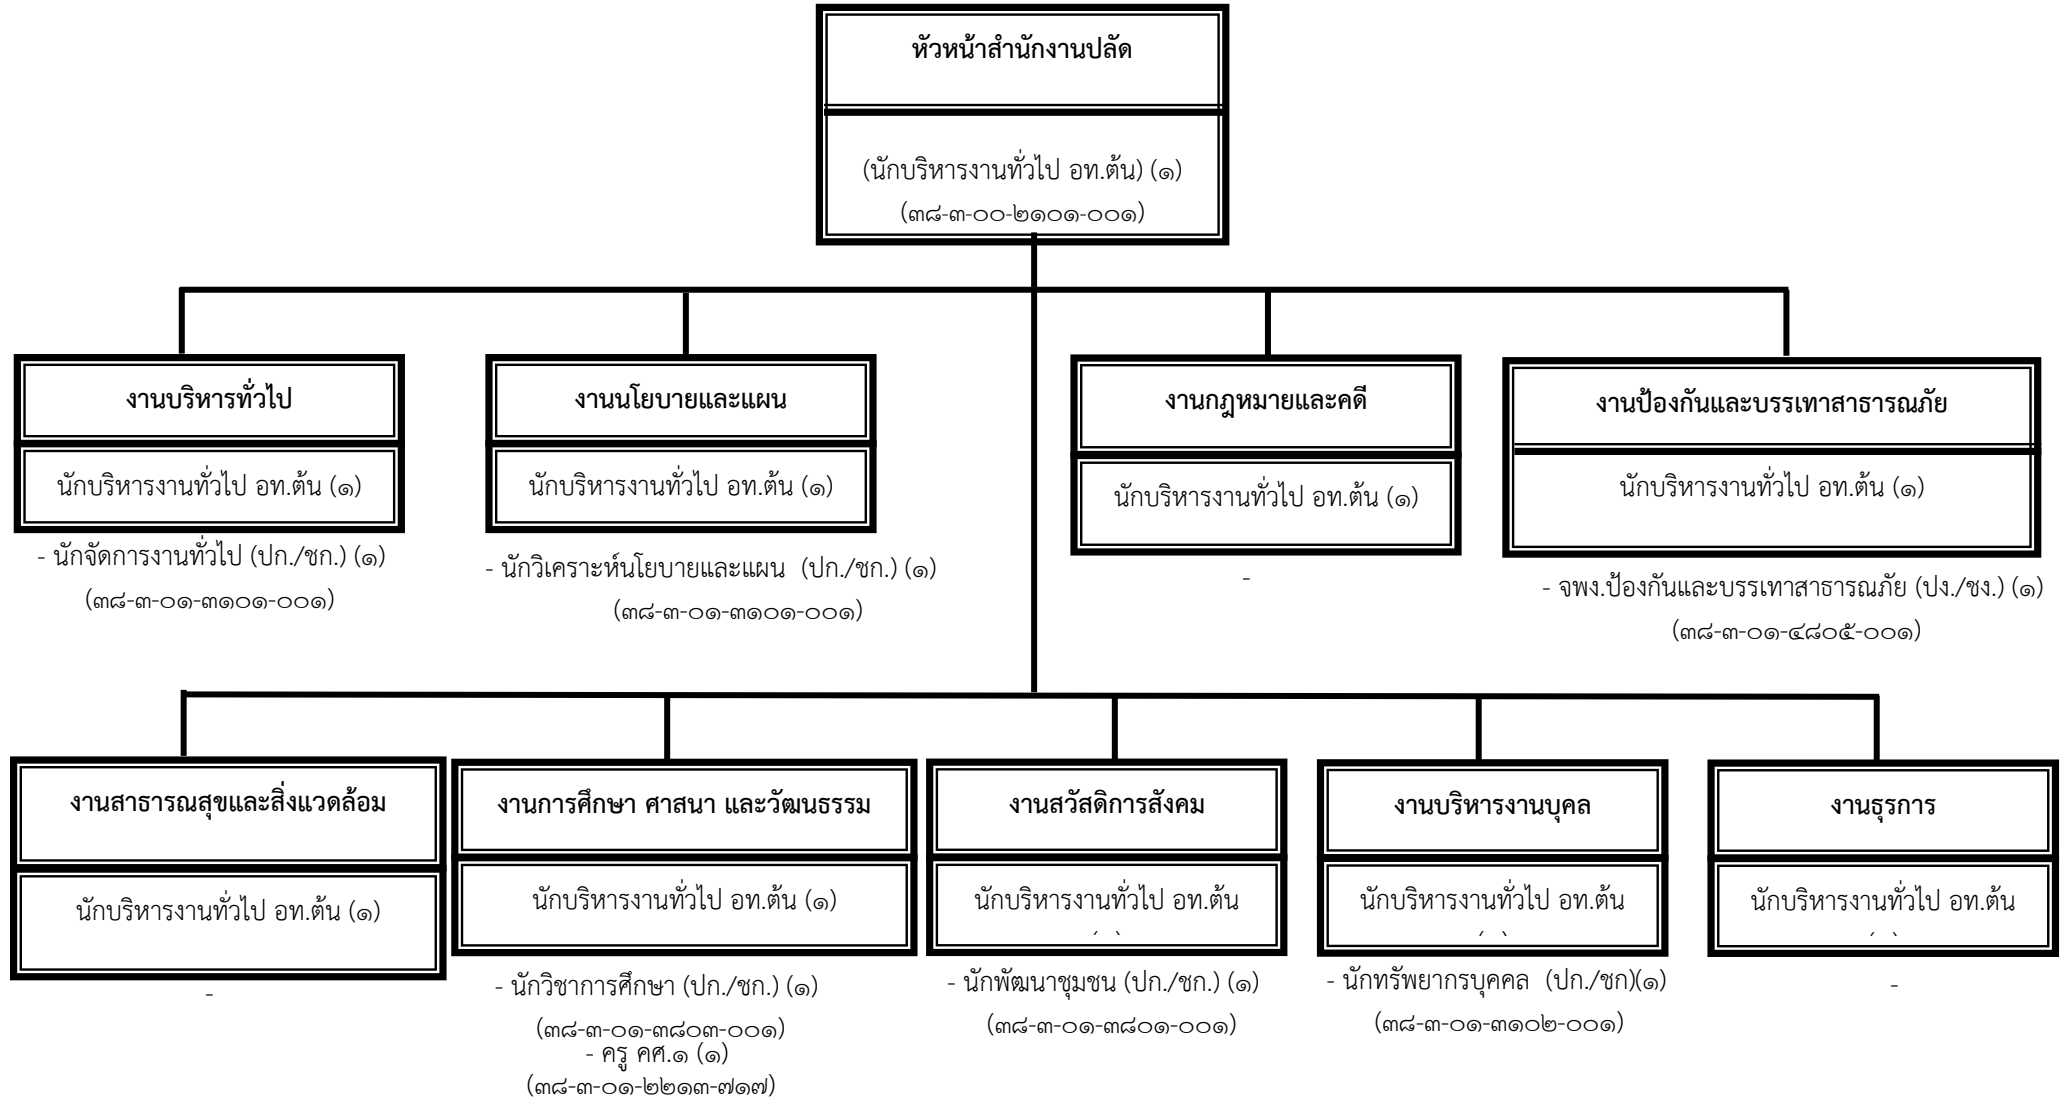 หัวหน้าสำนักงานปลัด
(นักบริหารงานทั่วไป อท.ต้น) (๑)
(๓๘-๓-๐๐-๒๑๐๑-๐๐๑)
งานบริหารทั่วไป
นักบริหารงานทั่วไป อท.ต้น (๑)
- นักจัดการงานทั่วไป (ปก./ชก.) (๑)
(๓๘-๓-๐๑-๓๑๐๑-๐๐๑)
งานนโยบายและแผน
นักบริหารงานทั่วไป อท.ต้น (๑)
- นักวิเคราะห์นโยบายและแผน (ปก./ชก.) (๑)
(๓๘-๓-๐๑-๓๑๐๑-๐๐๑)
งานกฎหมายและคดี
นักบริหารงานทั่วไป อท.ต้น (๑)
-
งานป้องกันและบรรเทาสาธารณภัย
นักบริหารงานทั่วไป อท.ต้น (๑)
- จพง.ป้องกันและบรรเทาสาธารณภัย (ปง./ชง.) (๑)
(๓๘-๓-๐๑-๔๘๐๕-๐๐๑)
งานสาธารณสุขและสิ่งแวดล้อม
นักบริหารงานทั่วไป อท.ต้น (๑)
-
งานการศึกษา ศาสนา และวัฒนธรรม
นักบริหารงานทั่วไป อท.ต้น (๑)
- นักวิชาการศึกษา (ปก./ชก.) (๑)
(๓๘-๓-๐๑-๓๘๐๓-๐๐๑)
- ครู คศ.๑ (๑)
(๓๘-๓-๐๑-๒๒๑๓-๗๑๗)
งานสวัสดิการสังคม
นักบริหารงานทั่วไป อท.ต้น
- นักพัฒนาชุมชน (ปก./ชก.) (๑)
(๓๘-๓-๐๑-๓๘๐๑-๐๐๑)
งานบริหารงานบุคล
นักบริหารงานทั่วไป อท.ต้น
- นักทรัพยากรบุคคล (ปก./ชก)(๑)
(๓๘-๓-๐๑-๓๑๐๒-๐๐๑)
งานธุรการ
นักบริหารงานทั่วไป อท.ต้น
-